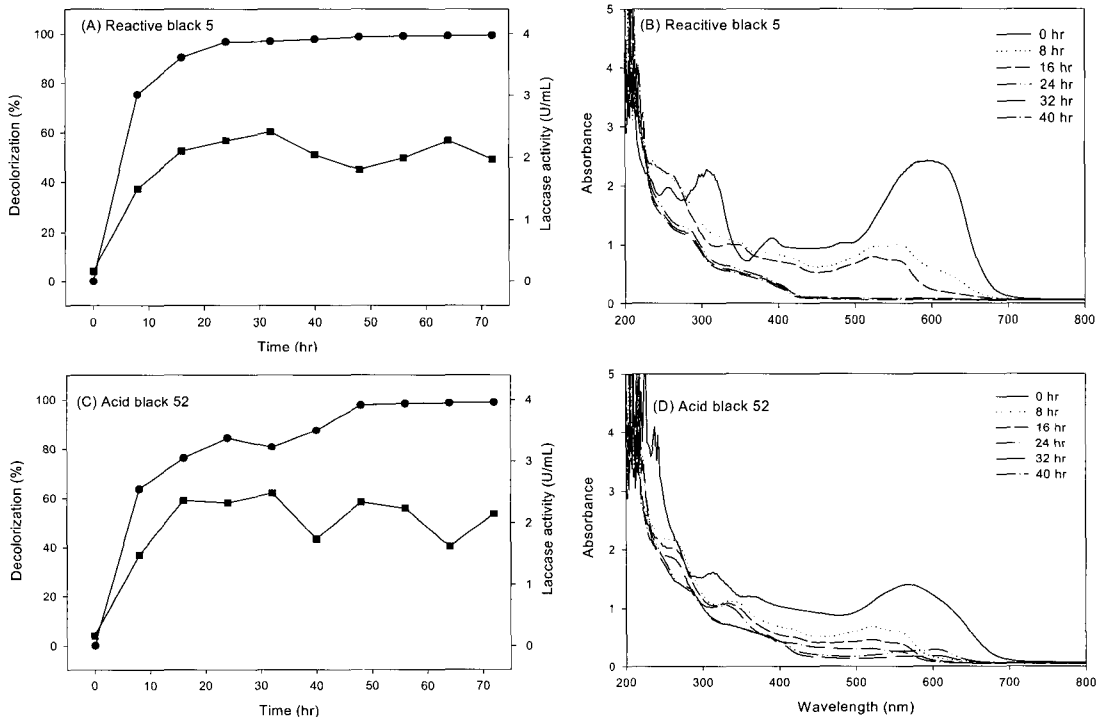 (A) Reactive black 5
100
80
60
40
20
0
Decolorization (%)
4
3
2
1
0
Laccase activity (U/mL)
0 10 20 30 40 50 60 70
Time (hr)
(B) Reacitive black 5
5
4
3
2
1
0
Absorbance
0 hr
8 hr
16 hr
24 hr
32 hr
40 hr
200 300 400 500 600 700 800
(C) Acid black 52
100
80
60
40
20
0
Decolorization (%)
4
3
2
1
0
Laccase activity (U/mL)
0 10 20 30 40 50 60 70
Time (hr)
(D) Acid black 52
5
4
3
2
1
0
Absorbance
0 hr
8 hr
16 hr
24 hr
32 hr
40 hr
200 300 400 500 600 700 800
Wavelength (nm)